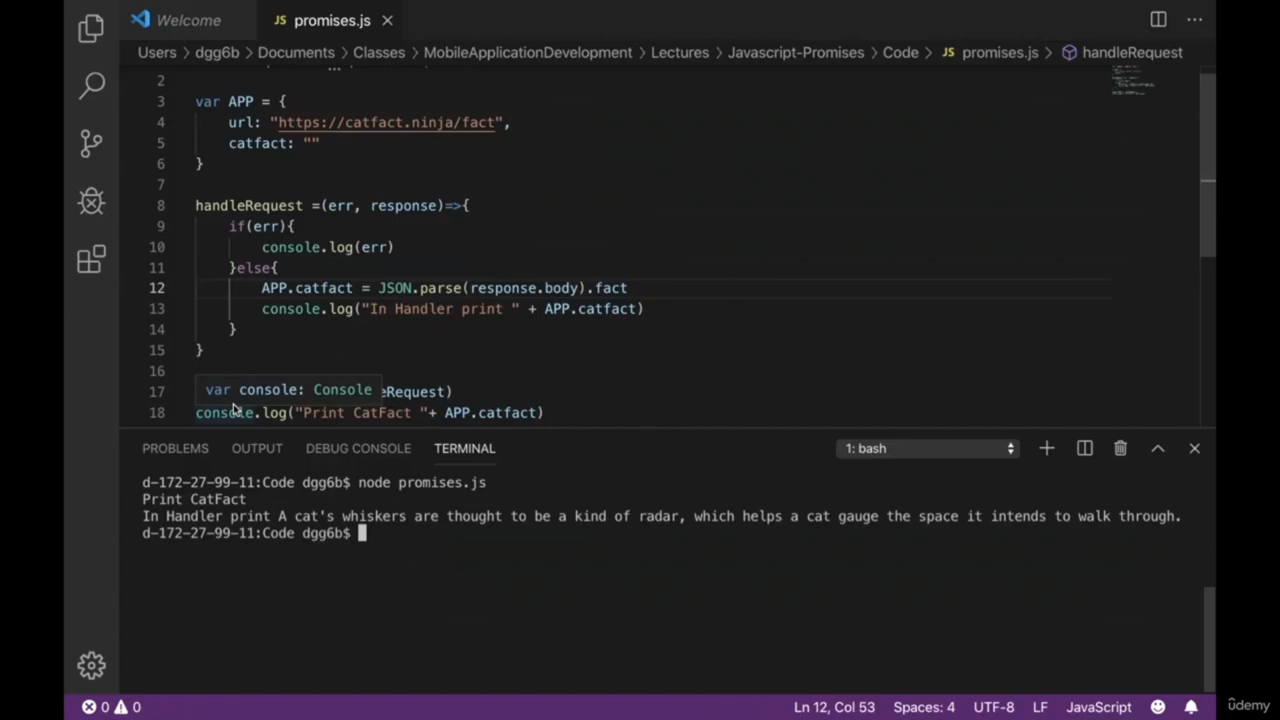 Welcome
JS promises.js
Users > dgg6b > Documents > Classes > MobileApplicationDevelopment > Lectures > Javascript-Promises > Code > JS promises.js > handleRequest
2
3 var APP = {
4 url: "https://catfact.ninja/fact",
5 catfact: ""
6 }
7
8 handleRequest =(err, response)=>{
9 if(err){
10 console.log(err)
11 }else{
12 APP.catfact = JSON.parse(response.body).fact
13 console.log("In Handler print " + APP.catfact)
14 }
15 }
16
var console: Console
17 eRequest)
18 console.log("Print CatFact "+ APP.catfact)
PROBLEMS OUTPUT DEBUG CONSOLE TERMINAL 1: bash
d-172-27-99-11:Code dgg6b$ node promises.js
Print CatFact
In Handler print A cat's whiskers are thought to be a kind of radar, which helps a cat gauge the space it intends to walk through.
d-172-27-99-11:Code dgg6b$
0 0 Ln 12, Col 53 Spaces: 4 UTF-8 LF JavaScript
ûdemy